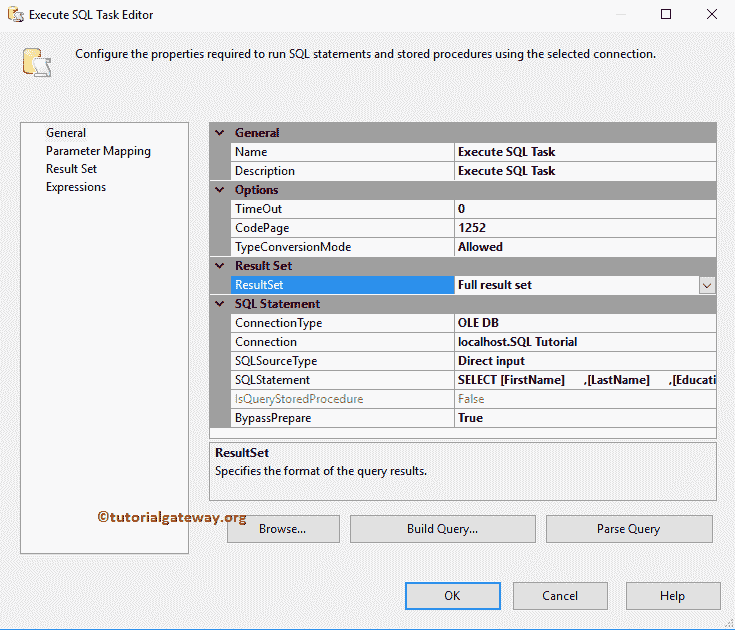 Execute SQL Task Editor
Configure the properties required to run SQL statements and stored procedures using the selected connection.
General
Parameter Mapping
Result Set
Expressions
General
Name Execute SQL Task
Description Execute SQL Task
Options
TimeOut 0
CodePage 1252
TypeConversionMode Allowed
Result Set
ResultSet Full result set
SQL Statement
ConnectionType OLE DB
Connection localhost.SQL Tutorial
SQLSourceType Direct input
SQLStatement SELECT [FirstName] ,[LastName] ,[Educati
IsQueryStoredProcedure False
BypassPrepare True
ResultSet
Specifies the format of the query results.
©tutorialgateway.org
Browse... Build Query... Parse Query
OK Cancel Help